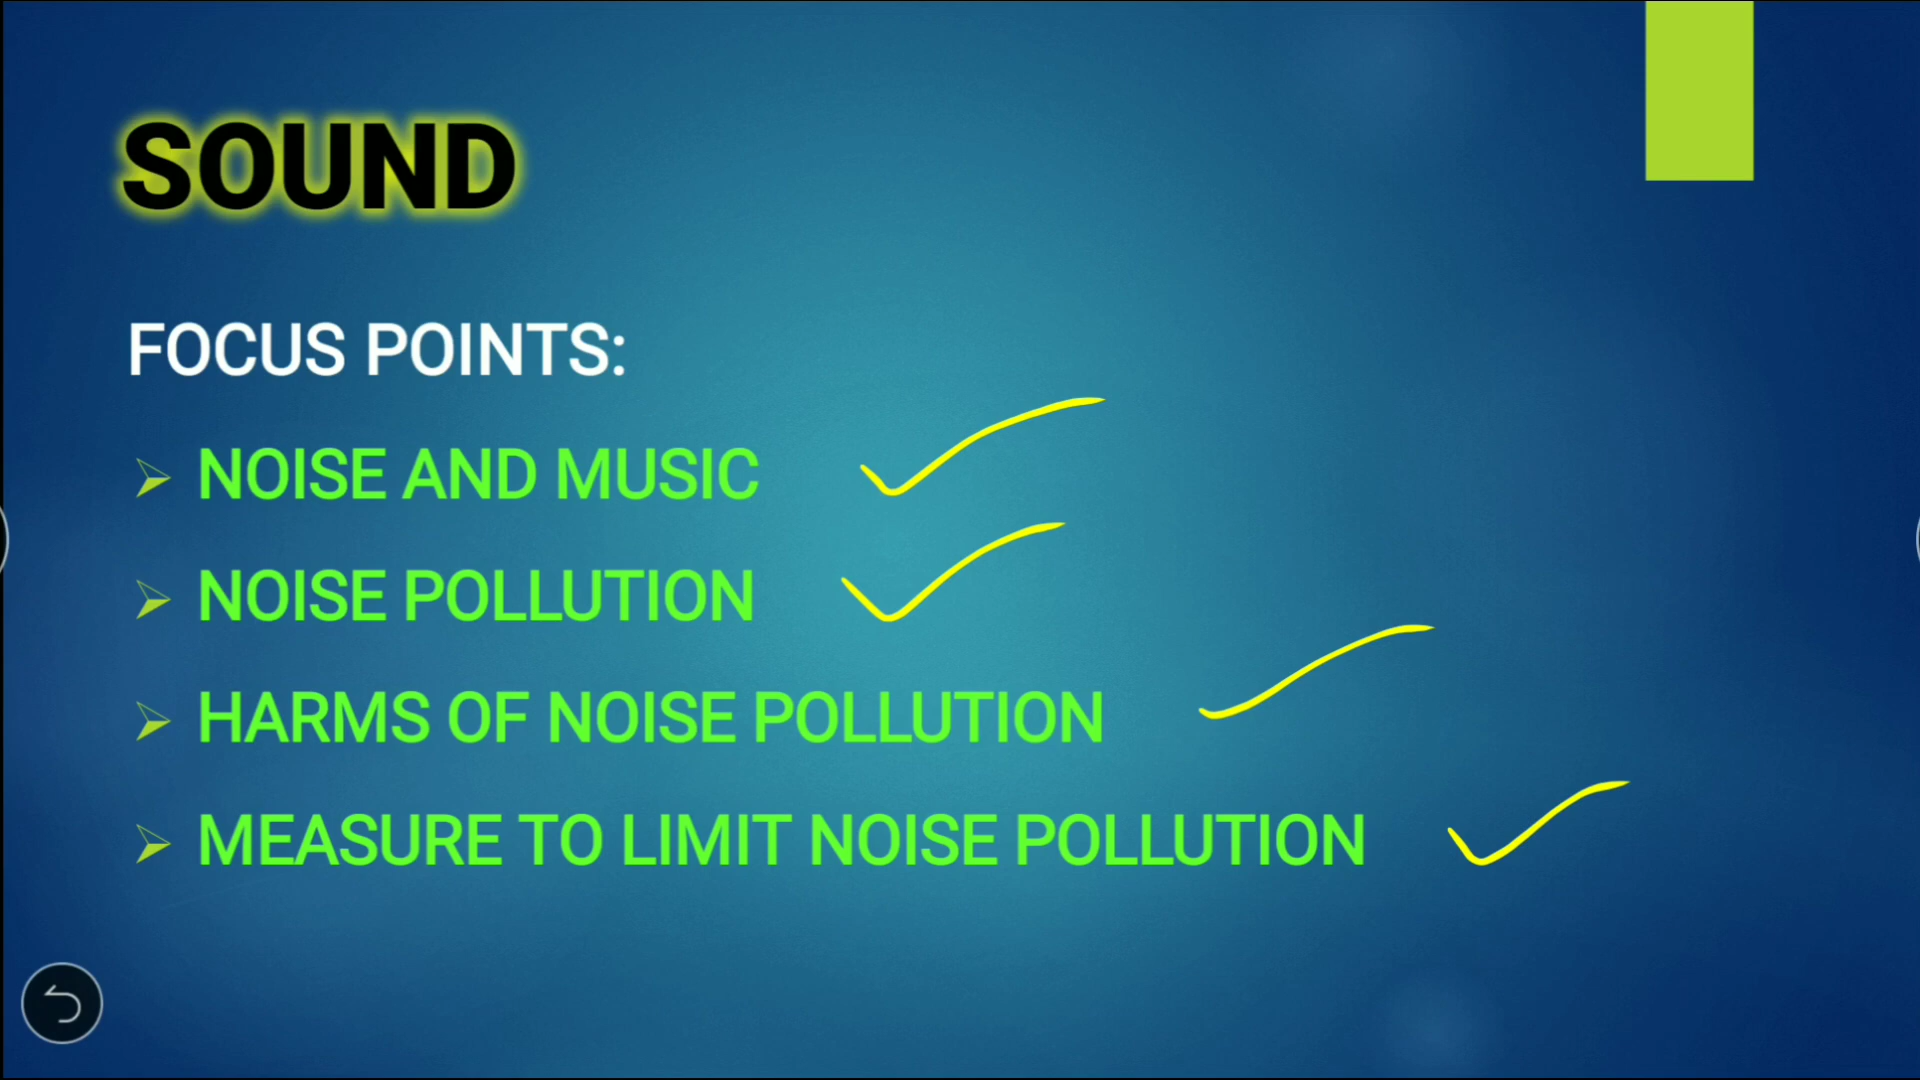 SOUND
FOCUS POINTS:
NOISE AND MUSIC
NOISE POLLUTION
HARMS OF NOISE POLLUTION
MEASURE TO LIMIT NOISE POLLUTION